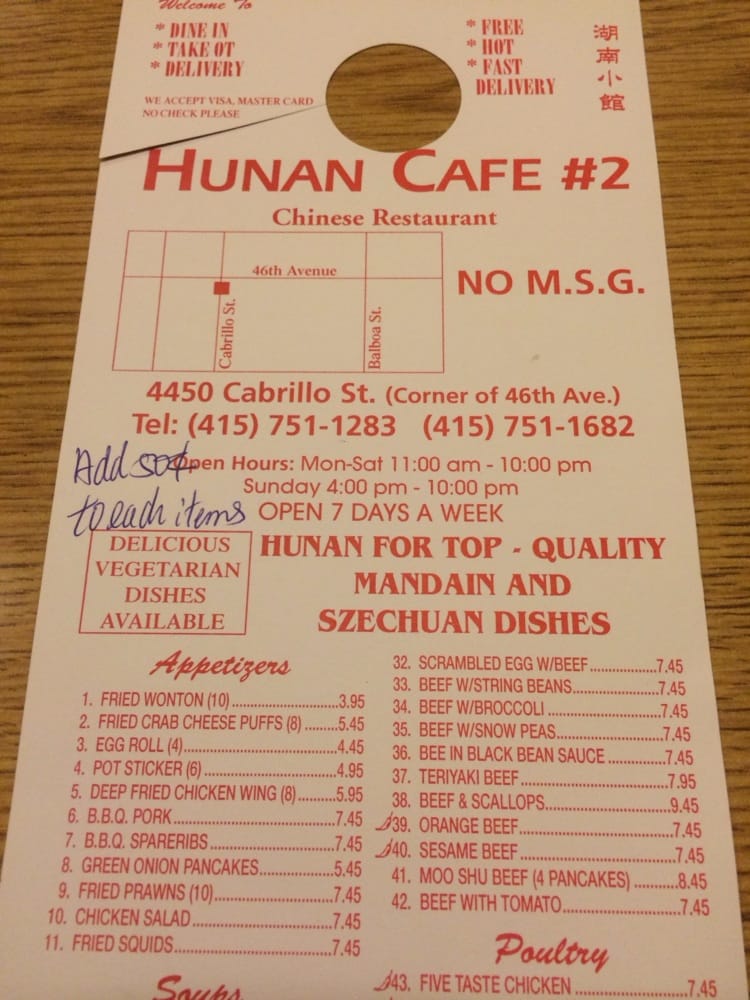 Welcome To
* DINE IN
* TAKE OT
* DELIVERY
* FREE
* HOT
* FAST
DELIVERY
湖南小館
WE ACCEPT VISA, MASTER CARD
NO CHECK PLEASE
HUNAN CAFE #2
Chinese Restaurant
46th Avenue
Cabrillo St.
Balboa St.
NO M.S.G.
4450 Cabrillo St. (Corner of 46th Ave.)
Tel: (415) 751-1283 (415) 751-1682
Add 50¢
to each items
Open Hours: Mon-Sat 11:00 am - 10:00 pm
Sunday 4:00 pm - 10:00 pm
OPEN 7 DAYS A WEEK
DELICIOUS
VEGETARIAN
DISHES
AVAILABLE
HUNAN FOR TOP - QUALITY
MANDAIN AND
SZECHUAN DISHES
Appetizers
1. FRIED WONTON (10)..........3.95
2. FRIED CRAB CHEESE PUFFS (8)..........5.45
3. EGG ROLL (4)..........4.45
4. POT STICKER (6)..........4.95
5. DEEP FRIED CHICKEN WING (8)..........5.95
6. B.B.Q. PORK..........7.45
7. B.B.Q. SPARERIBS..........7.45
8. GREEN ONION PANCAKES..........5.45
9. FRIED PRAWNS (10)..........7.45
10. CHICKEN SALAD..........7.45
11. FRIED SQUIDS..........7.45
Soups
32. SCRAMBLED EGG W/BEEF..........7.45
33. BEEF W/STRING BEANS..........7.45
34. BEEF W/BROCCOLI..........7.45
35. BEEF W/SNOW PEAS..........7.45
36. BEE IN BLACK BEAN SAUCE..........7.45
37. TERIYAKI BEEF..........7.95
38. BEEF & SCALLOPS..........9.45
39. ORANGE BEEF..........7.45
40. SESAME BEEF..........7.45
41. MOO SHU BEEF (4 PANCAKES)..........8.45
42. BEEF WITH TOMATO..........7.45
Poultry
43. FIVE TASTE CHICKEN..........7.45